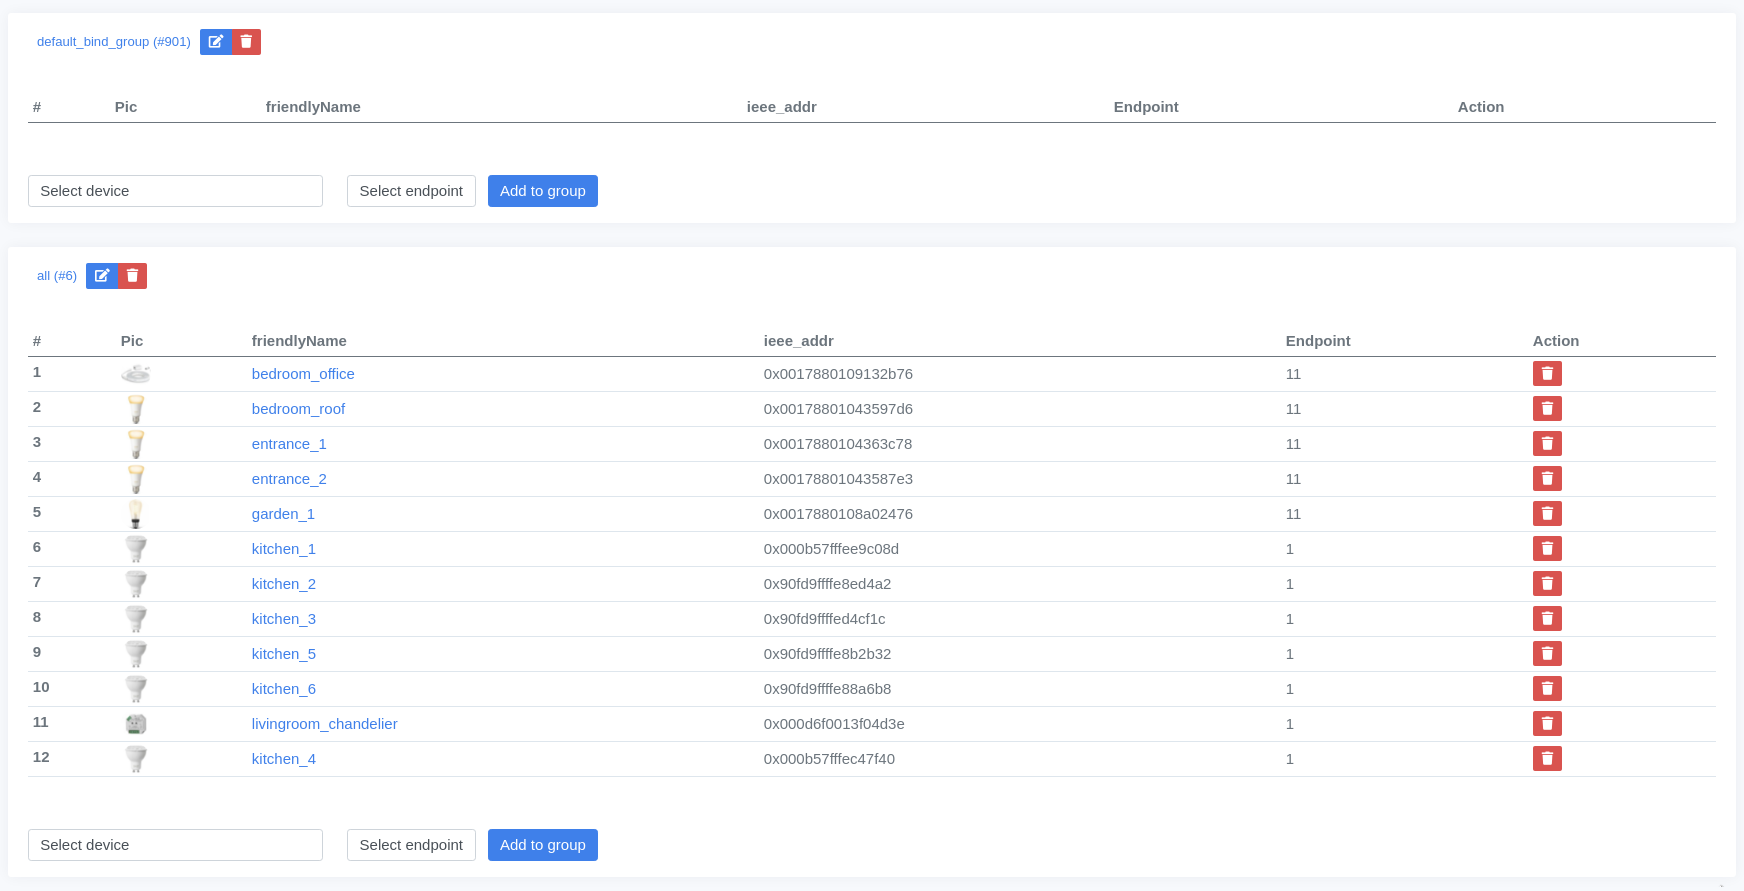 default_bind_group (#901)
# Pic friendlyName ieee_addr Endpoint Action
Select device Select endpoint Add to group
all (#6)
# Pic friendlyName ieee_addr Endpoint Action
1 bedroom_office 0x0017880109132b76 11
2 bedroom_roof 0x00178801043597d6 11
3 entrance_1 0x0017880104363c78 11
4 entrance_2 0x00178801043587e3 11
5 garden_1 0x0017880108a02476 11
6 kitchen_1 0x000b57fffee9c08d 1
7 kitchen_2 0x90fd9ffffe8ed4a2 1
8 kitchen_3 0x90fd9ffffed4cf1c 1
9 kitchen_5 0x90fd9ffffe8b2b32 1
10 kitchen_6 0x90fd9ffffe88a6b8 1
11 livingroom_chandelier 0x000d6f0013f04d3e 1
12 kitchen_4 0x000b57fffec47f40 1
Select device Select endpoint Add to group